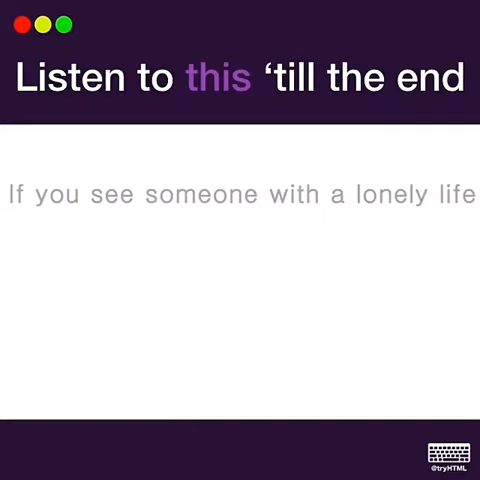 Listen to this ‘till the end
If you see someone with a lonely life
@tryHTML